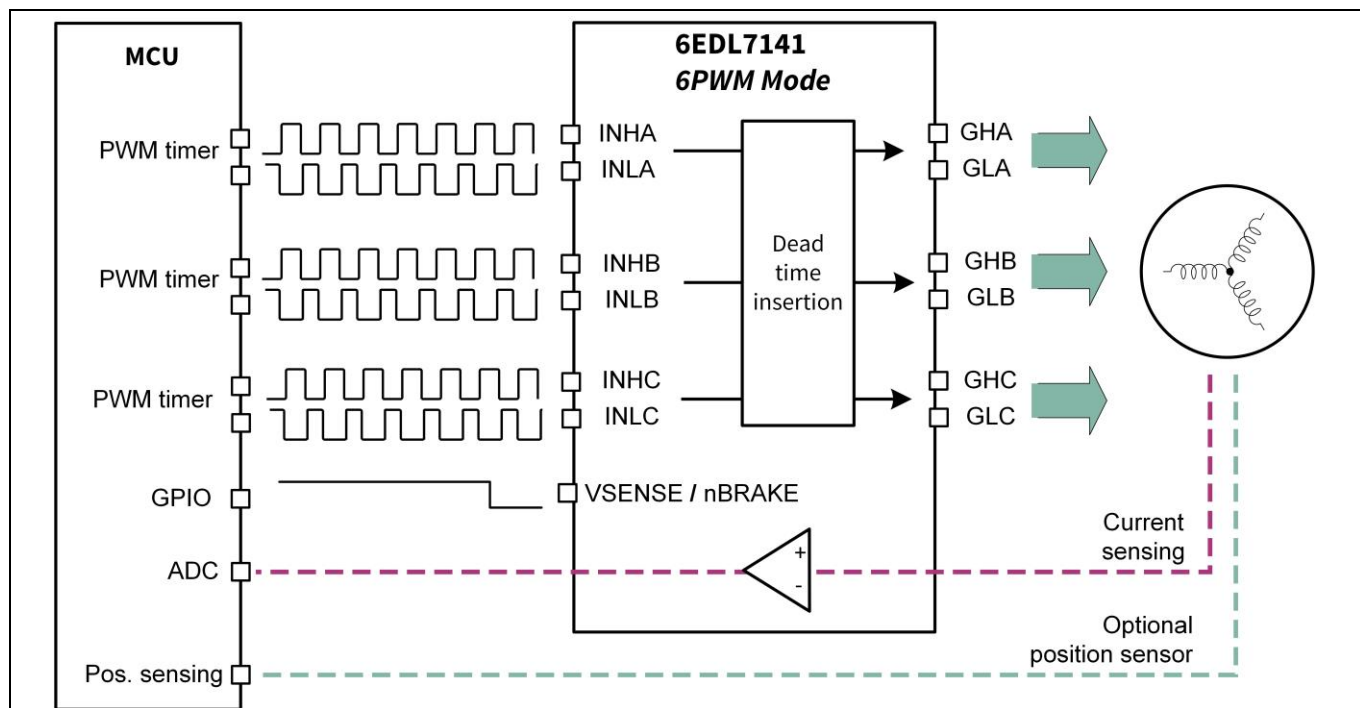 MCU
6EDL7141
6PWM Mode
PWM timer
INHA
INLA
GHA
GLA
PWM timer
INHB
INLB
Dead
time
insertion
GHB
GLB
PWM timer
INHC
INLC
GHC
GLC
GPIO
VSENSE / nBRAKE
ADC
+
-
Current
sensing
Pos. sensing
Optional
position sensor